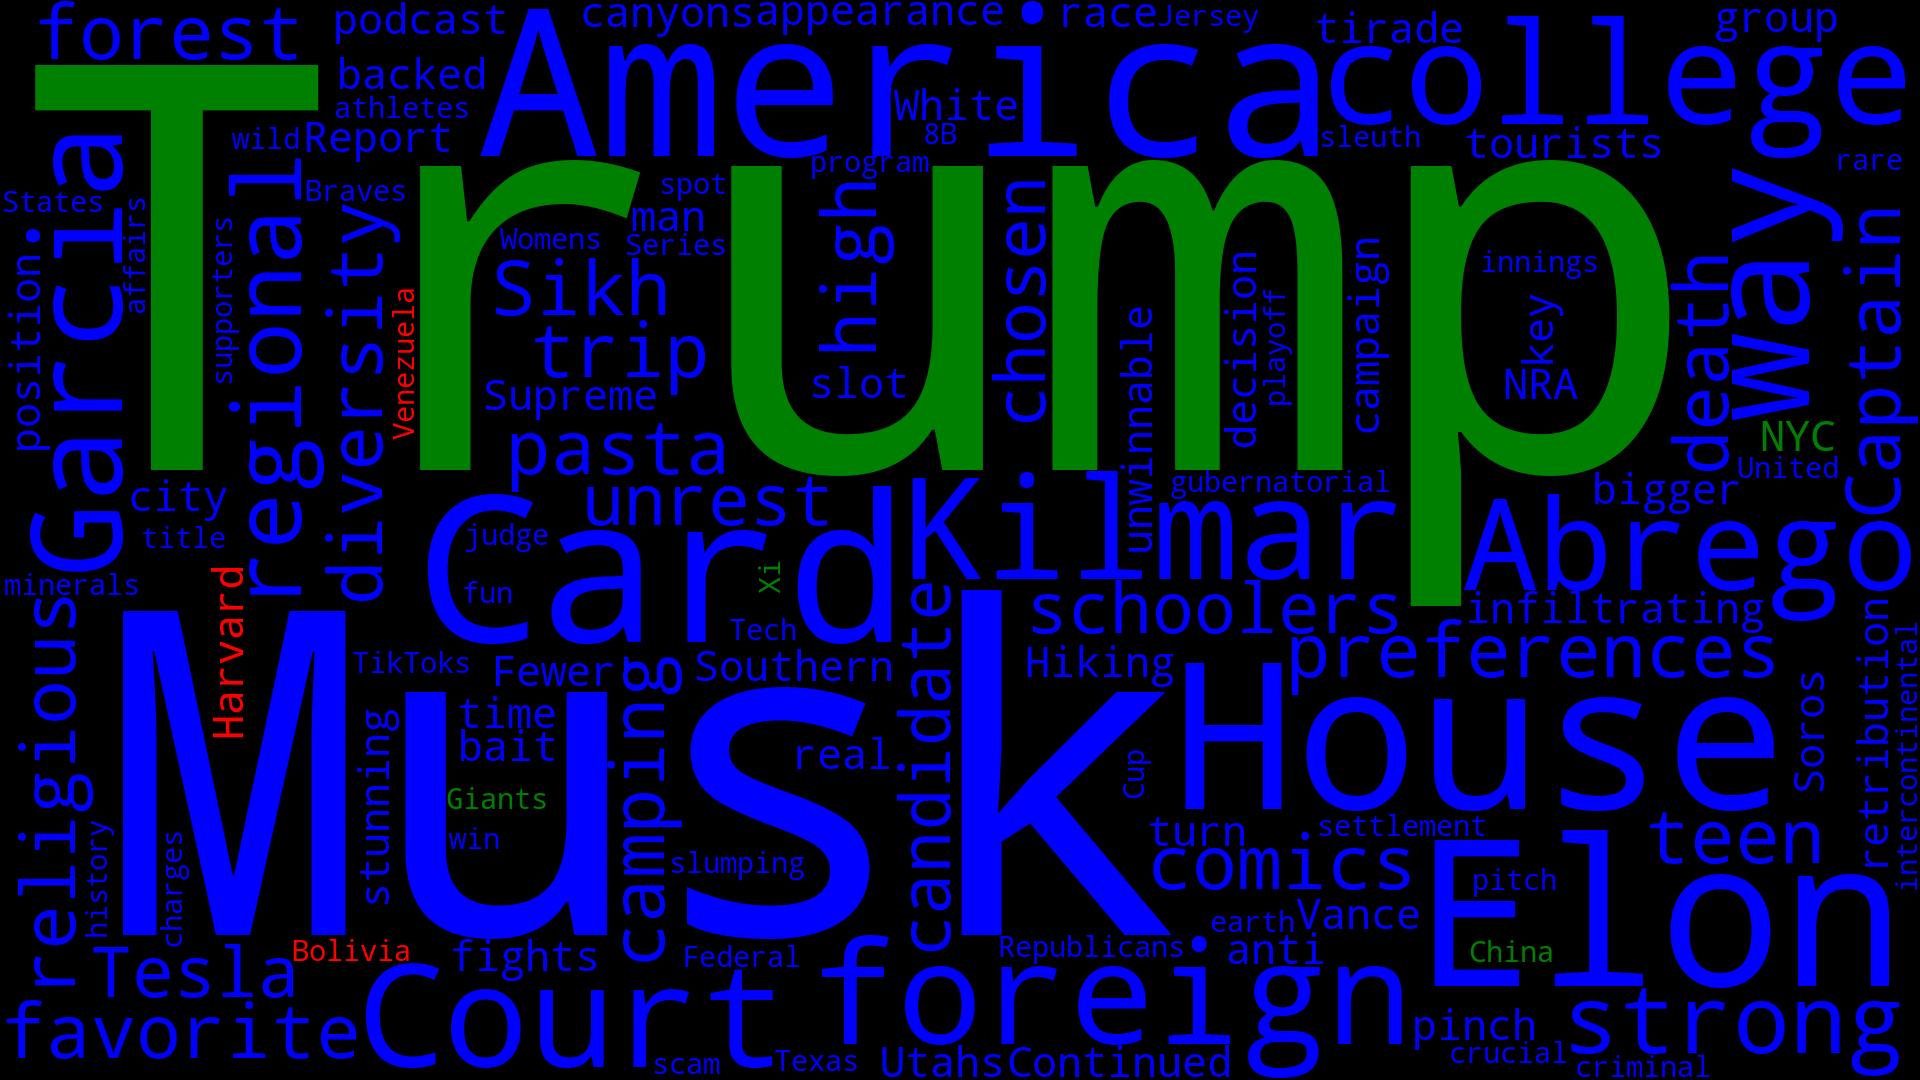 forest
podcast
canyons
appearance
race
Jersey
tirade
college
group
backed
America
athletes
White
8B
wild
Report
sleuth
tourists
rare
Trump
program
States
affairs
Braves
spot
man
Womens
Series
Garcia
regional
diversity
supporters
position
Venezuela
Sikh
trip
Supreme
pasta
unrest
high
slot
chosen
unwinnable
decision
playoff
campaign
innings
key
NRA
death
Way
Captain
NYC
United
bigger
gubernatorial
city
title
minerals
Harvard
Card
judge
fun
Xi
Tech
Kilmar
Abrego
schoolers
infiltrating
religious
TikToks
Fewer
Southern
candidate
Hiking
preferences
Musk
time
bait
camping
real
stunning
Giants
win
slumping
Cup
House
Soros
retribution
intercontinental
history
charges
turn
settlement
comics
teen
Elon
pitch
earth
Vance
Tesla
Bolivia
fights
Federal
Republicans
anti
China
favorite
Court
foreign
pinch
strong
scam
Texas
Utahs
Continued
crucial
criminal